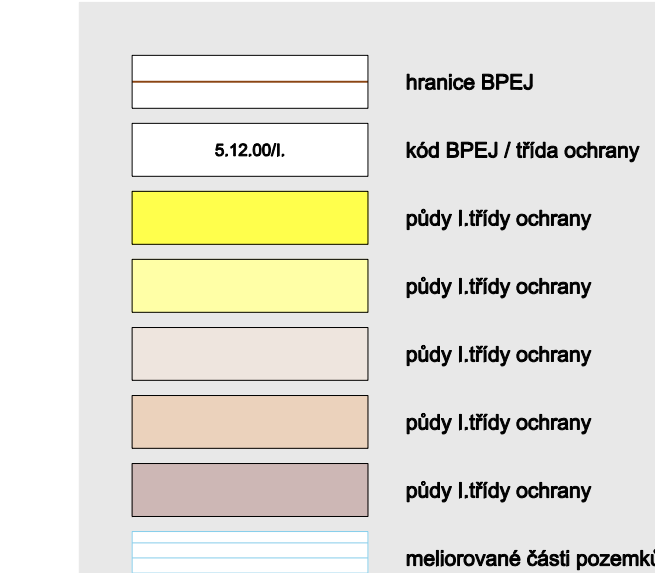 hranice BPEJ
5.12.00/I. kód BPEJ / třída ochrany
půdy I.třídy ochrany
půdy I.třídy ochrany
půdy I.třídy ochrany
půdy I.třídy ochrany
půdy I.třídy ochrany
meliorované části pozemků